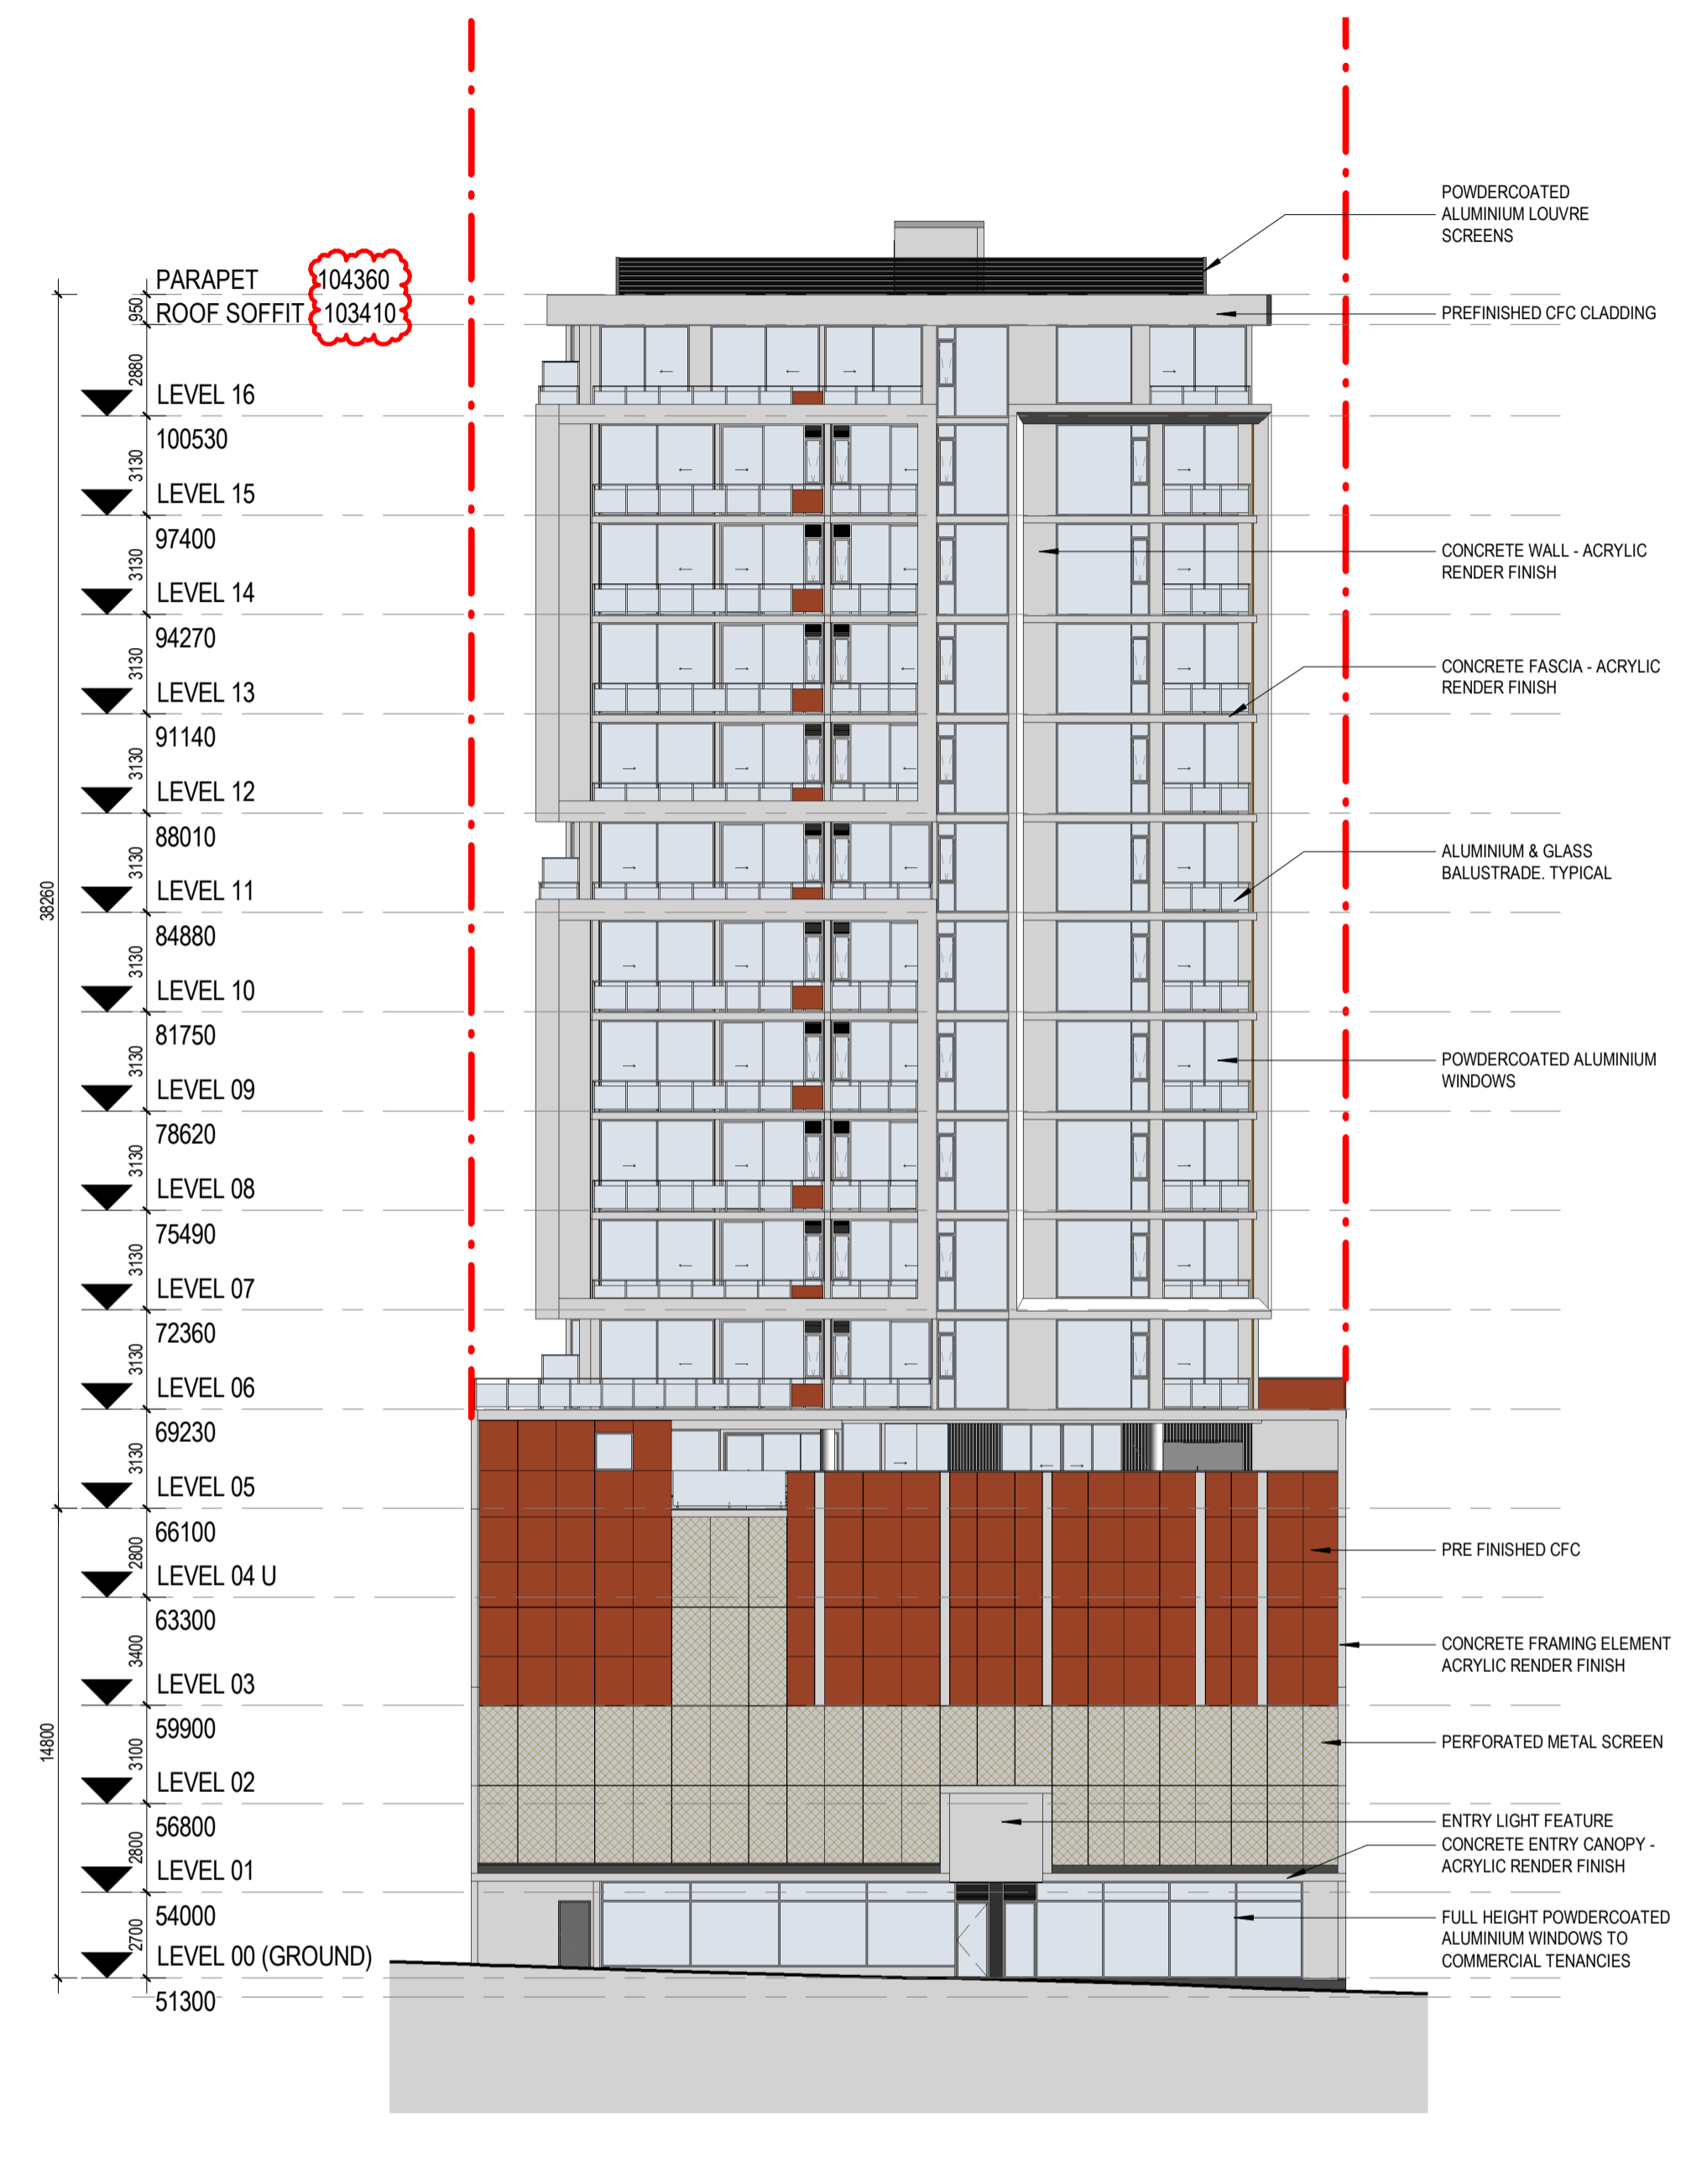 PARAPET 104360
950
ROOF SOFFIT 103410
2880
LEVEL 16
100530
3130
LEVEL 15
97400
3130
LEVEL 14
94270
3130
LEVEL 13
91140
3130
LEVEL 12
88010
3130
LEVEL 11
84880
3130
LEVEL 10
81750
3130
LEVEL 09
78620
3130
LEVEL 08
75490
3130
LEVEL 07
72360
3130
LEVEL 06
69230
3130
LEVEL 05
66100
2800
LEVEL 04 U
63300
3400
LEVEL 03
59900
3100
LEVEL 02
56800
2800
LEVEL 01
54000
2700
LEVEL 00 (GROUND)
51300
38260
14800
POWDERCOATED
ALUMINIUM LOUVRE
SCREENS
PREFINISHED CFC CLADDING
CONCRETE WALL - ACRYLIC
RENDER FINISH
CONCRETE FASCIA - ACRYLIC
RENDER FINISH
ALUMINIUM & GLASS
BALUSTRADE. TYPICAL
POWDERCOATED ALUMINIUM
WINDOWS
PRE FINISHED CFC
CONCRETE FRAMING ELEMENT
ACRYLIC RENDER FINISH
PERFORATED METAL SCREEN
ENTRY LIGHT FEATURE
CONCRETE ENTRY CANOPY -
ACRYLIC RENDER FINISH
FULL HEIGHT POWDERCOATED
ALUMINIUM WINDOWS TO
COMMERCIAL TENANCIES